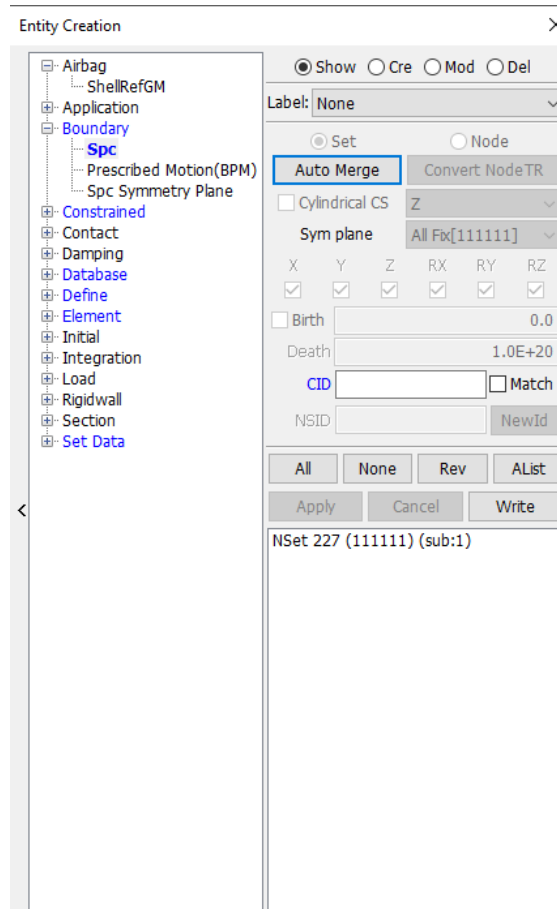 Entity Creation
Airbag
ShellRefGM
Application
Boundary
Spc
Prescribed Motion(BPM)
Spc Symmetry Plane
Constrained
Contact
Damping
Database
Define
Element
Initial
Integration
Load
Rigidwall
Section
Set Data
<
Show Cre Mod Del
Label: None
Set Node
Auto Merge Convert NodeTR
Cylindrical CS Z
Sym plane All Fix[111111]
X Y Z RX RY RZ
Birth 0.0
Death 1.0E+20
CID Match
NSID NewId
All None Rev AList
Apply Cancel Write
NSet 227 (111111) (sub:1)